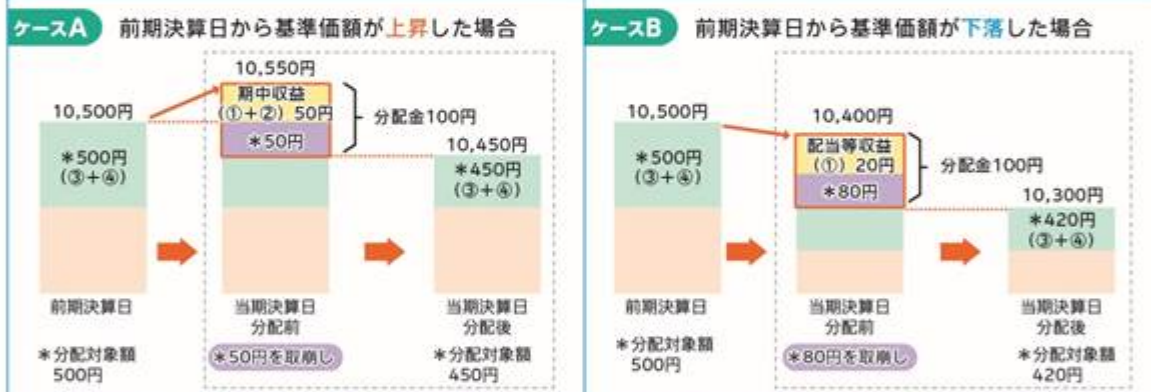 ケースA 前期決算日から基準価額が上昇した場合
10,550円
10,500円
期中収益
(①+②) 50円
分配金100円
*50円
10,450円
*500円
(③+④)
*450円
(③+④)
前期決算日
当期決算日
分配前
当期決算日
分配後
*分配対象額
500円
*50円を取崩し
*分配対象額
450円
ケースB 前期決算日から基準価額が下落した場合
10,500円
10,400円
配当等収益
(①) 20円
分配金100円
*80円
*500円
(③+④)
10,300円
*420円
(③+④)
前期決算日
当期決算日
分配前
当期決算日
分配後
*分配対象額
500円
*80円を取崩し
*分配対象額
420円